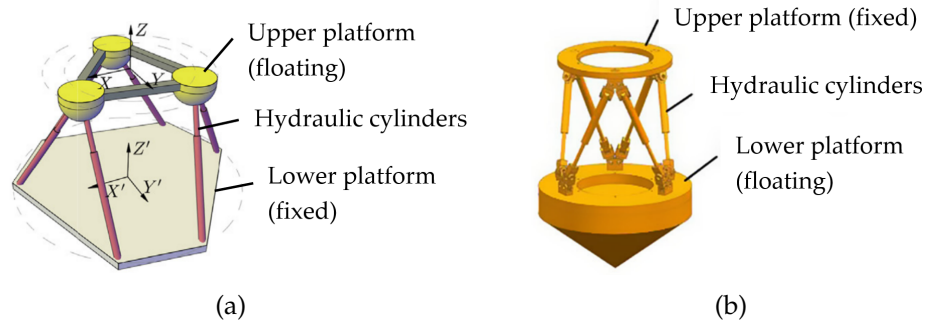 Upper platform
(floating)
Hydraulic cylinders
Lower platform
(fixed)
Z
X
Y
Z'
X'
Y'
(a)
Upper platform (fixed)
Hydraulic cylinders
Lower platform
(floating)
(b)